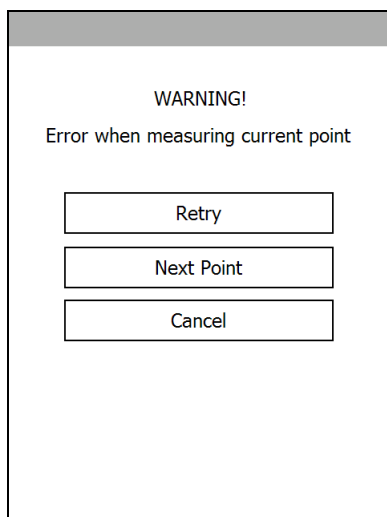 WARNING!
Error when measuring current point
Retry
Next Point
Cancel